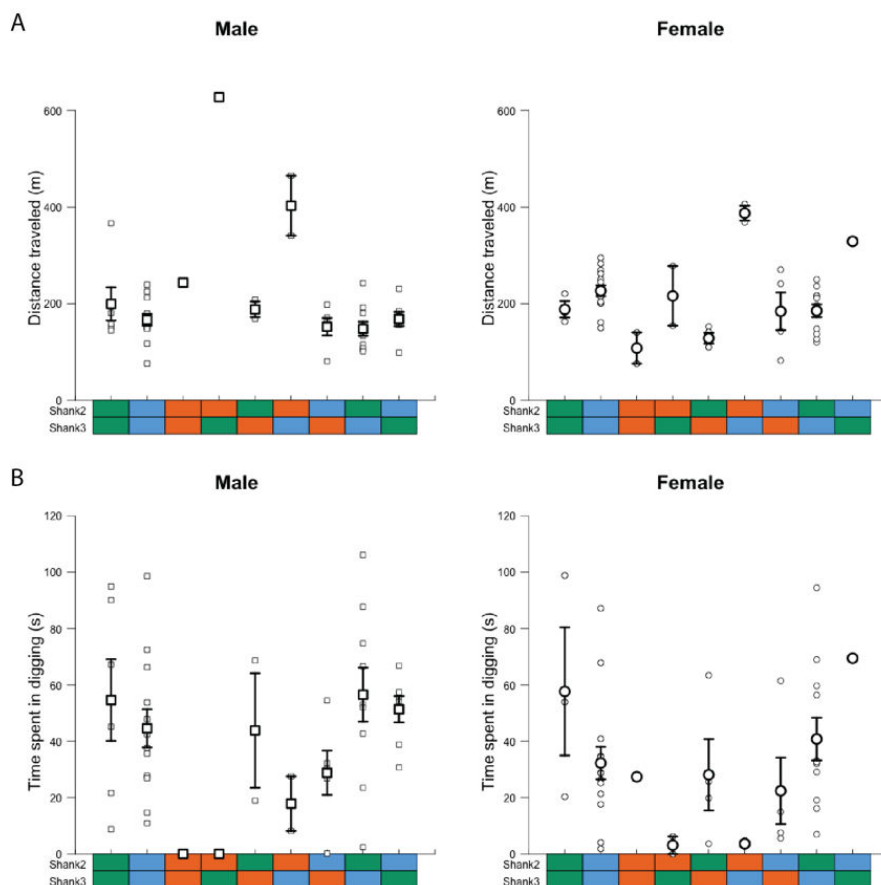 A
Male
Female
Distance traveled (m)
600
400
200
0
Shank2
Shank3
Distance traveled (m)
600
400
200
0
Shank2
Shank3
B
Male
Female
Time spent in digging (s)
120
100
80
60
40
20
0
Shank2
Shank3
Time spent in digging (s)
120
100
80
60
40
20
0
Shank2
Shank3